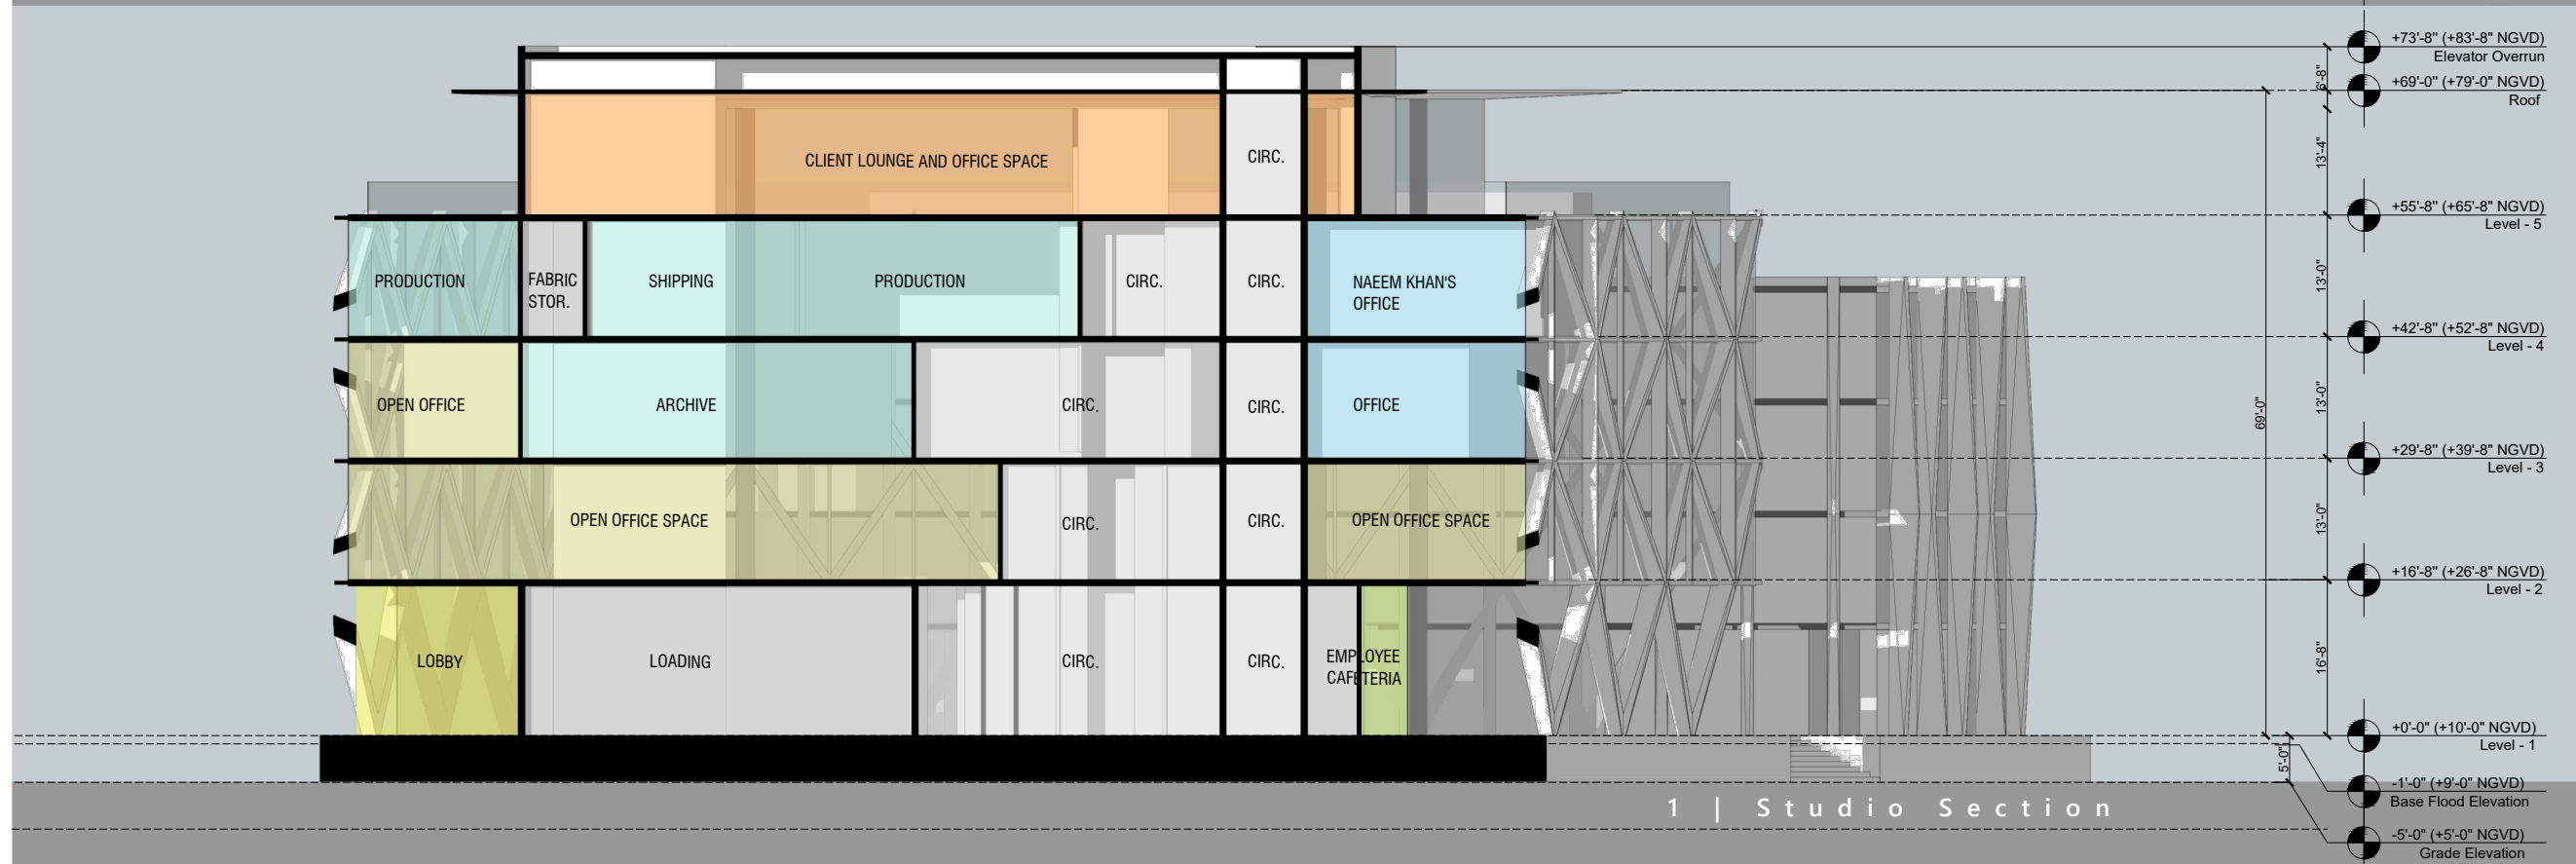 +73'-8" (+83'-8" NGVD)
Elevator Overrun
6'-8"
+69'-0" (+79'-0" NGVD)
Roof
CLIENT LOUNGE AND OFFICE SPACE
CIRC.
13'-4"
+55'-8" (+65'-8" NGVD)
Level - 5
PRODUCTION
FABRIC
STOR.
SHIPPING
PRODUCTION
CIRC.
CIRC.
NAEEM KHAN'S
OFFICE
13'-0"
+42'-8" (+52'-8" NGVD)
Level - 4
OPEN OFFICE
ARCHIVE
CIRC.
CIRC.
OFFICE
69'-0"
13'-0"
+29'-8" (+39'-8" NGVD)
Level - 3
OPEN OFFICE SPACE
CIRC.
CIRC.
OPEN OFFICE SPACE
13'-0"
+16'-8" (+26'-8" NGVD)
Level - 2
LOBBY
LOADING
CIRC.
CIRC.
EMPLOYEE
CAFETERIA
16'-8"
+0'-0" (+10'-0" NGVD)
Level - 1
5'-0"
-1'-0" (+9'-0" NGVD)
Base Flood Elevation
1 | Studio Section
-5'-0" (+5'-0" NGVD)
Grade Elevation